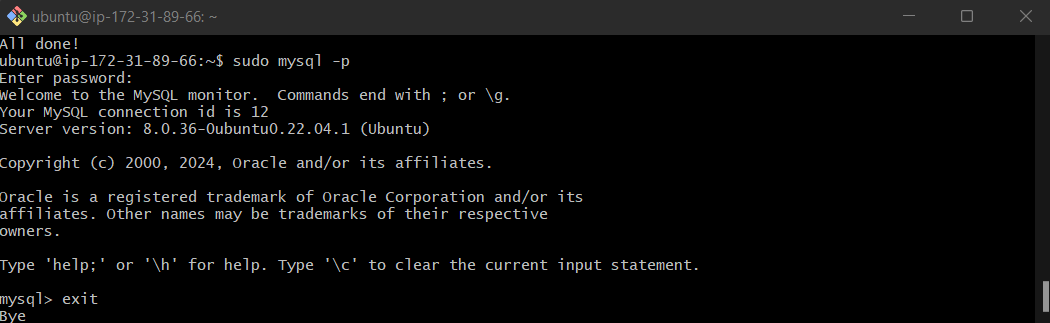 ubuntu@ip-172-31-89-66: ~
All done!
ubuntu@ip-172-31-89-66:~$ sudo mysql -p
Enter password:
Welcome to the MySQL monitor.  Commands end with ; or \g.
Your MySQL connection id is 12
Server version: 8.0.36-0ubuntu0.22.04.1 (Ubuntu)
Copyright (c) 2000, 2024, Oracle and/or its affiliates.
Oracle is a registered trademark of Oracle Corporation and/or its
affiliates. Other names may be trademarks of their respective
owners.
Type 'help;' or '\h' for help. Type '\c' to clear the current input statement.
mysql> exit
Bye